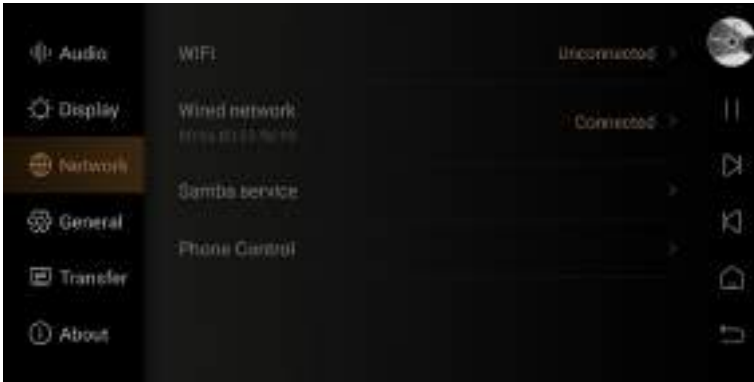 Audio
Display
Network
General
Transfer
About
WIFI
Unconnected
Wired network
Connected
Samba service
Phone Control